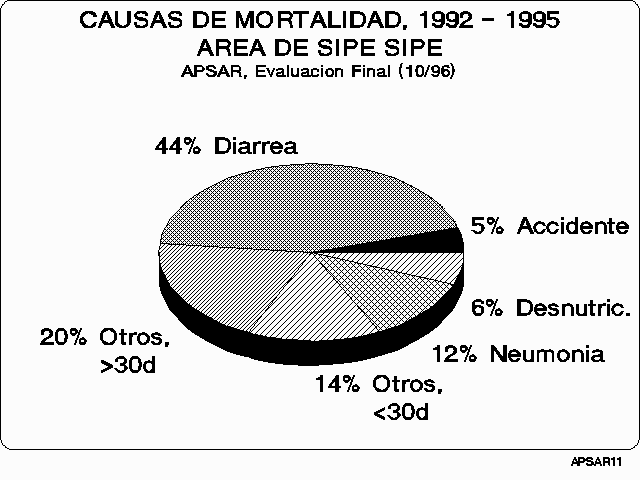 CAUSAS DE MORTALIDAD, 1992 - 1995
AREA DE SIPE SIPE
APSAR, Evaluacion Final (10/96)
44% Diarrea
5% Accidente
6% Desnutric.
12% Neumonia
14% Otros,
<30d
20% Otros,
>30d
APSAR11